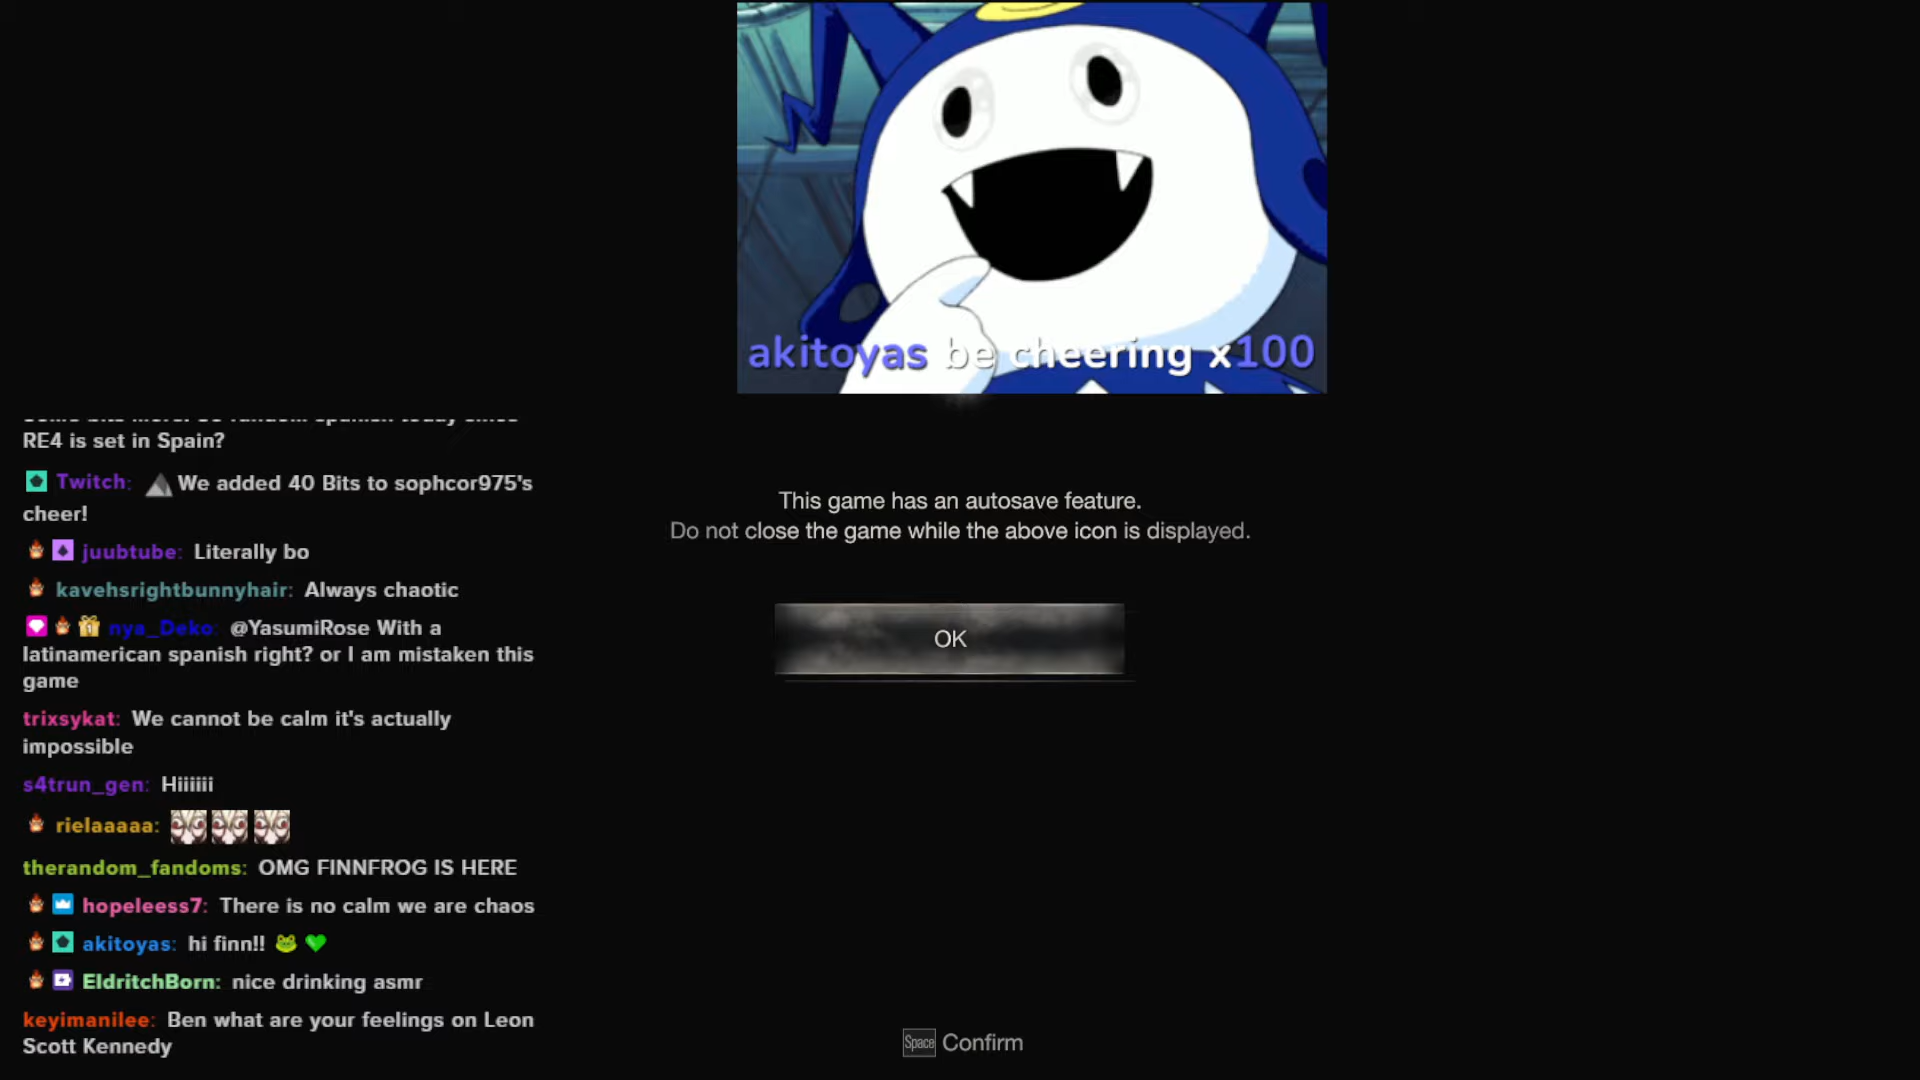 akitoyas be cheering x100
RE4 is set in Spain?
Twitch: We added 40 Bits to sophcor975's
cheer!
juubtube: Literally bo
kavehsrightbunnyhair: Always chaotic
nya_Deko: @YasumiRose With a
latinamerican spanish right? or I am mistaken this
game
trixsykat: We cannot be calm it's actually
impossible
s4trun_gen: Hiiiiii
rielaaaaa:
therandom_fandoms: OMG FINNFROG IS HERE
hopeleess7: There is no calm we are chaos
akitoyas: hi finn!! 🐸 💚
EldritchBorn: nice drinking asmr
keyimanilee: Ben what are your feelings on Leon
Scott Kennedy
This game has an autosave feature.
Do not close the game while the above icon is displayed.
OK
Space Confirm